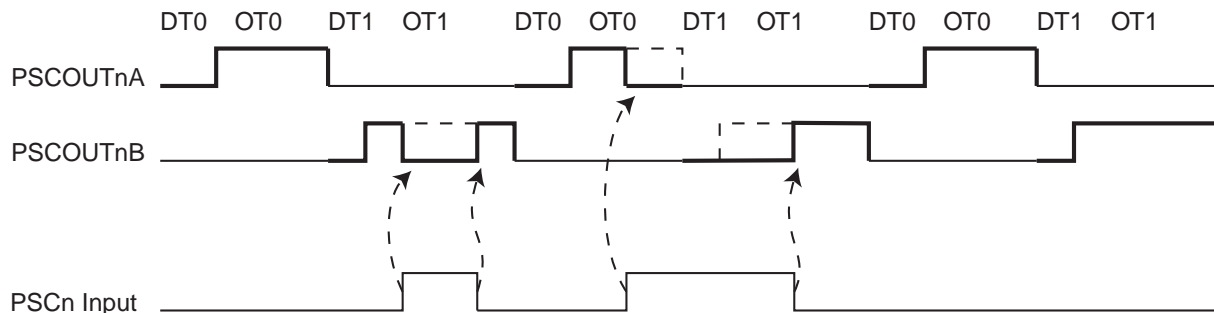 DT0 OT0 DT1 OT1 DT0 OT0 DT1 OT1 DT0 OT0 DT1 OT1
PSCOUTnA
PSCOUTnB
PSCn Input